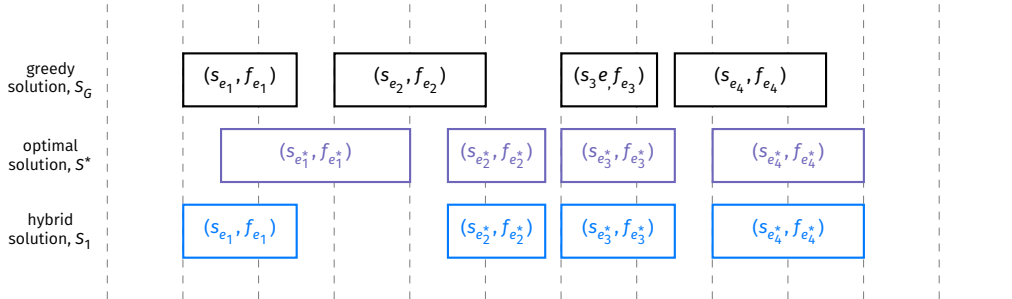 greedy
solution, S_G
(s_{e_1}, f_{e_1}) (s_{e_2}, f_{e_2}) (s_3e, f_{e_3}) (s_{e_4}, f_{e_4})
optimal
solution, S*
(s_{e_1^*}, f_{e_1^*}) (s_{e_2^*}, f_{e_2^*}) (s_{e_3^*}, f_{e_3^*}) (s_{e_4^*}, f_{e_4^*})
hybrid
solution, S_1
(s_{e_1}, f_{e_1}) (s_{e_2^*}, f_{e_2^*}) (s_{e_3^*}, f_{e_3^*}) (s_{e_4^*}, f_{e_4^*})